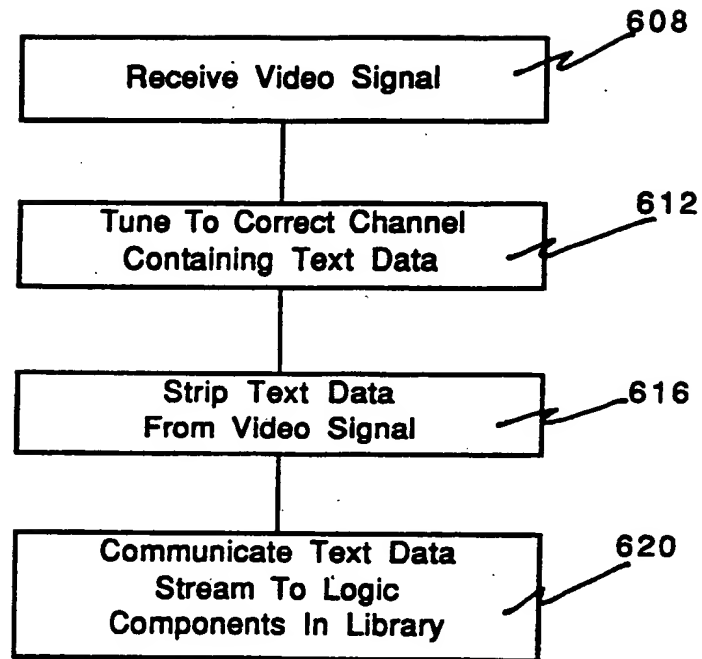 608
Receive Video Signal
612
Tune To Correct Channel
Containing Text Data
616
Strip Text Data
From Video Signal
620
Communicate Text Data
Stream To Logic
Components In Library